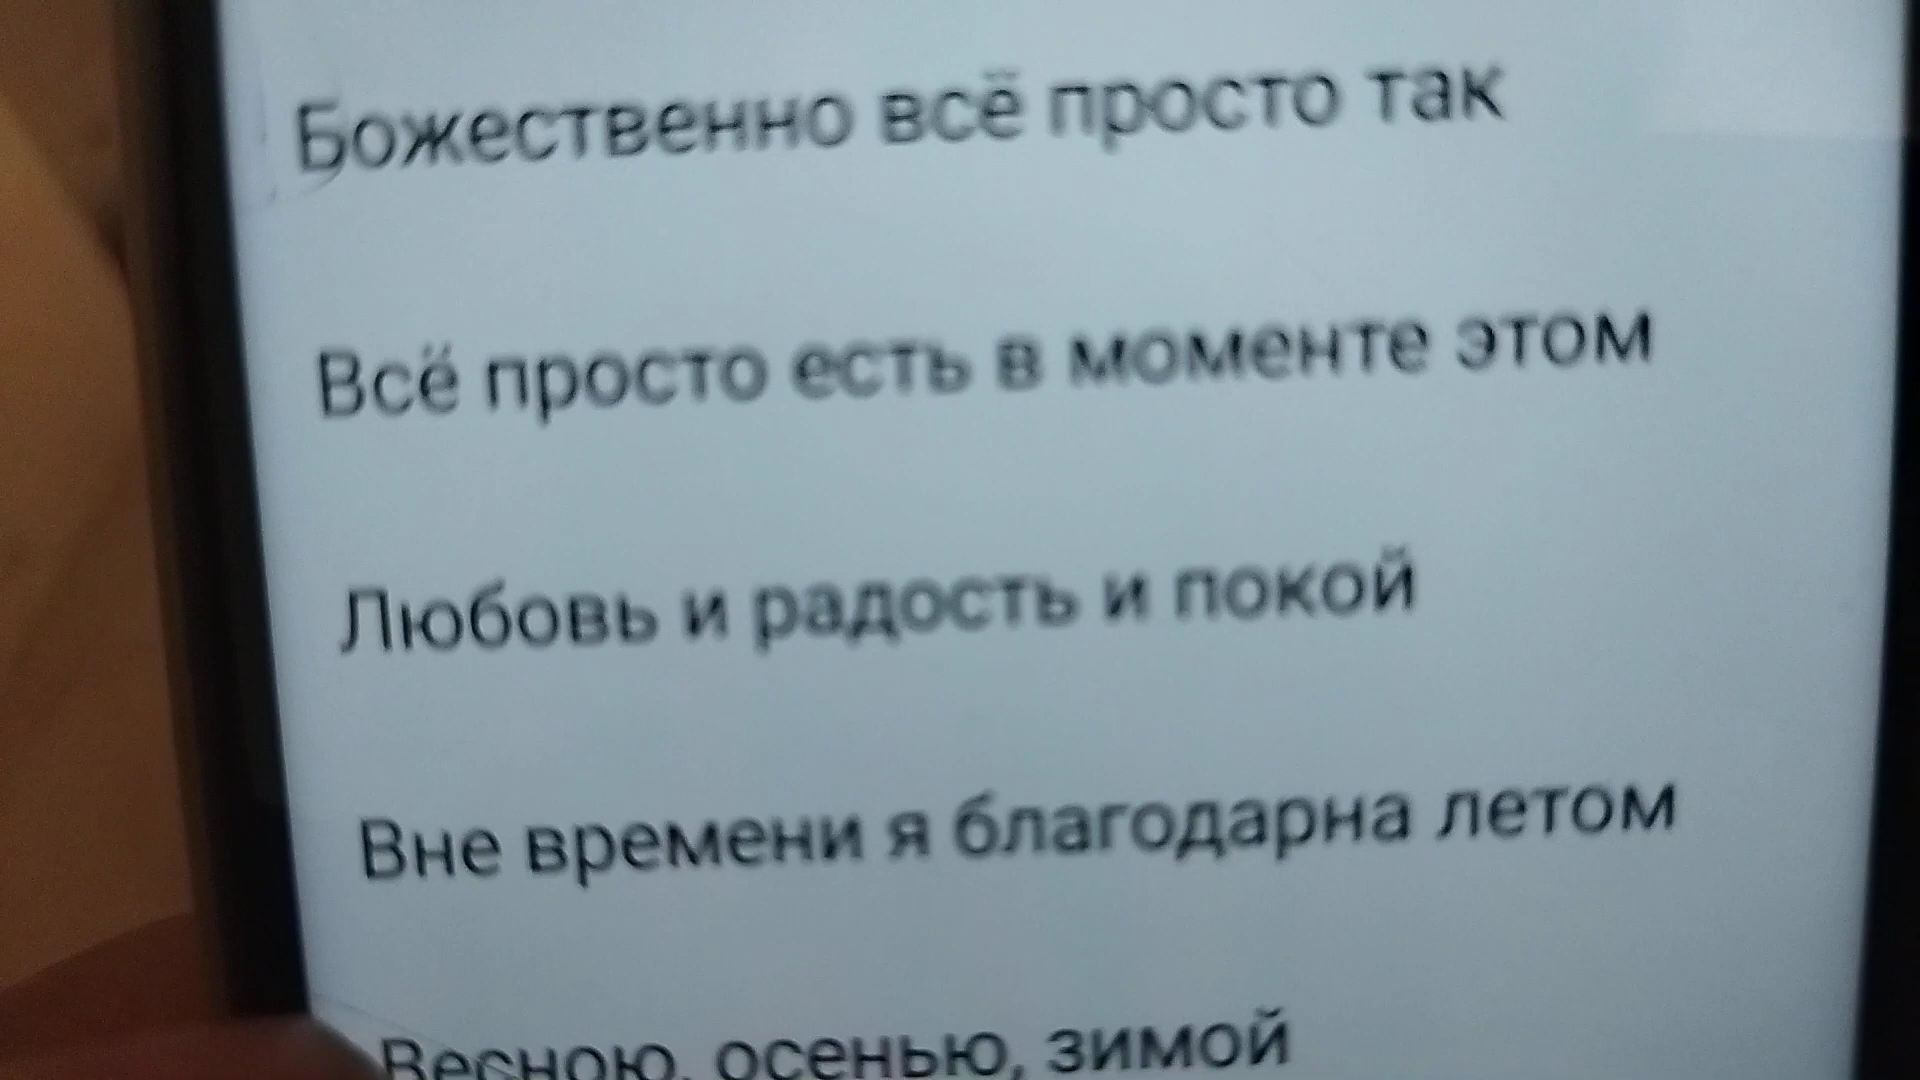 Божественно всё просто так
Всё просто есть в моменте этом
Любовь и радость и покой
Вне времени я благодарна летом
Весною, осенью, зимой